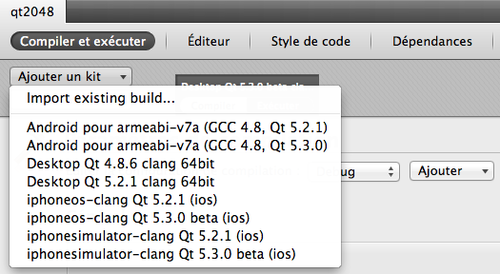 qt2048
Compiler et exécuter Éditeur Style de code Dépendances
Ajouter un kit
Desktop Qt 5.3.0 beta cla
Import existing build...
Android pour armeabi-v7a (GCC 4.8, Qt 5.2.1)
Android pour armeabi-v7a (GCC 4.8, Qt 5.3.0)
Desktop Qt 4.8.6 clang 64bit
Desktop Qt 5.2.1 clang 64bit
ebug Ajouter
iphoneos-clang Qt 5.2.1 (ios)
iphoneos-clang Qt 5.3.0 beta (ios)
iphonesimulator-clang Qt 5.2.1 (ios)
iphonesimulator-clang Qt 5.3.0 beta (ios)